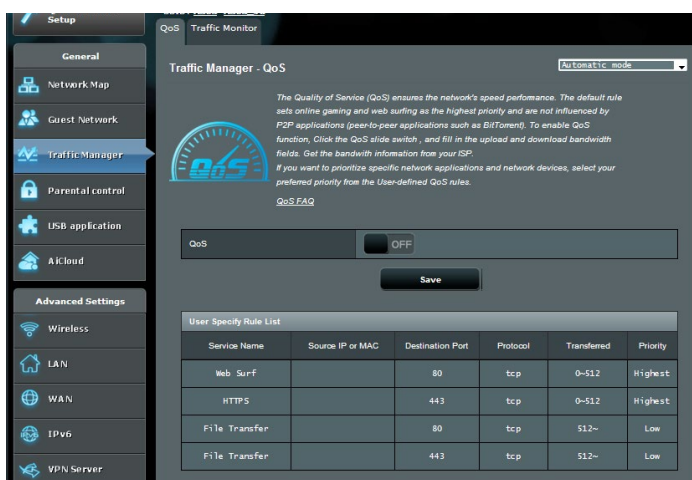 Setup
QoS Traffic Monitor
General
Network Map
Guest Network
Traffic Manager
Parental control
USB application
AiCloud
Advanced Settings
Wireless
LAN
WAN
IPv6
VPN Server
Traffic Manager - QoS
Automatic mode
The Quality of Service (QoS) ensures the network's speed performance. The default rule
sets online gaming and web surfing as the highest priority and are not influenced by
P2P applications (peer-to-peer applications such as BitTorrent). To enable QoS
function, Click the QoS slide switch , and fill in the upload and download bandwidth
fields. Get the bandwith information from your ISP.
If you want to prioritize specific network applications and network devices, select your
preferred priority from the User-defined QoS rules.
QoS FAQ
QoS
QoS OFF
Save
User Specify Rule List
Service Name Source IP or MAC Destination Port Protocol Transferred Priority
Web Surf 80 tcp 0~512 Highest
HTTPS 443 tcp 0~512 Highest
File Transfer 80 tcp 512~ Low
File Transfer 443 tcp 512~ Low